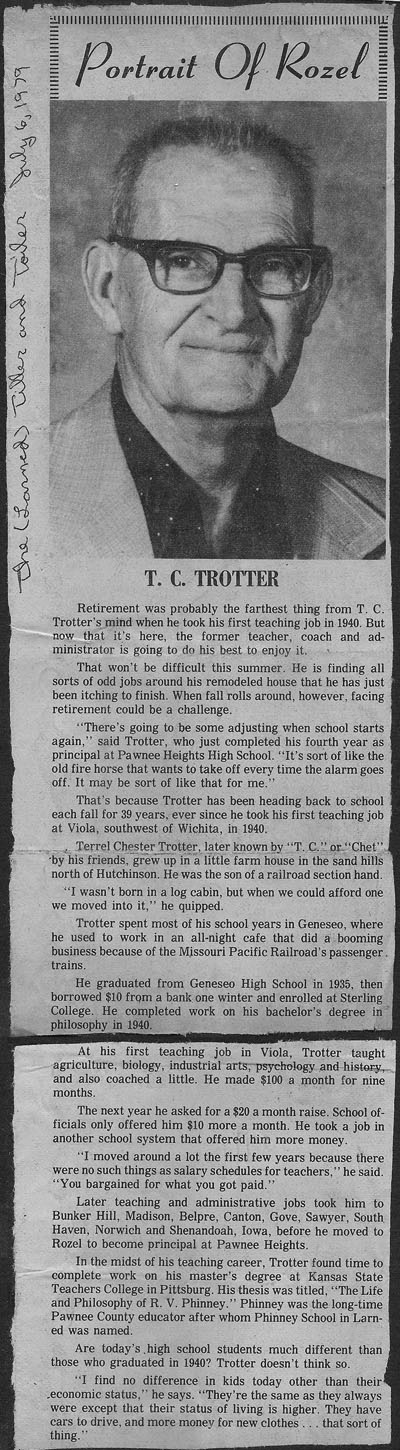 Portrait Of Rozel
The (Larned) Tiller and Toiler July 6, 1979
T. C. TROTTER
Retirement was probably the farthest thing from T. C.
Trotter's mind when he took his first teaching job in 1940. But
now that it's here, the former teacher, coach and ad-
ministrator is going to do his best to enjoy it.
That won't be difficult this summer. He is finding all
sorts of odd jobs around his remodeled house that he has just
been itching to finish. When fall rolls around, however, facing
retirement could be a challenge.
"There's going to be some adjusting when school starts
again," said Trotter, who just completed his fourth year as
principal at Pawnee Heights High School. "It's sort of like the
old fire horse that wants to take off every time the alarm goes
off. It may be sort of like that for me."
That's because Trotter has been heading back to school
each fall for 39 years, ever since he took his first teaching job
at Viola, southwest of Wichita, in 1940.
Terrel Chester Trotter, later known by "T. C." or "Chet"
by his friends, grew up in a little farm house in the sand hills
north of Hutchinson. He was the son of a railroad section hand.
"I wasn't born in a log cabin, but when we could afford one
we moved into it," he quipped.
Trotter spent most of his school years in Geneseo, where
he used to work in an all-night cafe that did a booming
business because of the Missouri Pacific Railroad's passenger
trains.
He graduated from Geneseo High School in 1935, then
borrowed $10 from a bank one winter and enrolled at Sterling
College. He completed work on his bachelor's degree in
philosophy in 1940.
At his first teaching job in Viola, Trotter taught
agriculture, biology, industrial arts, psychology and history,
and also coached a little. He made $100 a month for nine
months.
The next year he asked for a $20 a month raise. School of-
ficials only offered him $10 more a month. He took a job in
another school system that offered him more money.
"I moved around a lot the first few years because there
were no such things as salary schedules for teachers," he said.
"You bargained for what you got paid."
Later teaching and administrative jobs took him to
Bunker Hill, Madison, Belpre, Canton, Gove, Sawyer, South
Haven, Norwich and Shenandoah, Iowa, before he moved to
Rozel to become principal at Pawnee Heights.
In the midst of his teaching career, Trotter found time to
complete work on his master's degree at Kansas State
Teachers College in Pittsburg. His thesis was titled, "The Life
and Philosophy of R. V. Phinney." Phinney was the long-time
Pawnee County educator after whom Phinney School in Larn-
ed was named.
Are today's high school students much different than
those who graduated in 1940? Trotter doesn't think so.
"I find no difference in kids today other than their
economic status," he says. "They're the same as they always
were except that their status of living is higher. They have
cars to drive, and more money for new clothes . . . that sort of
thing."